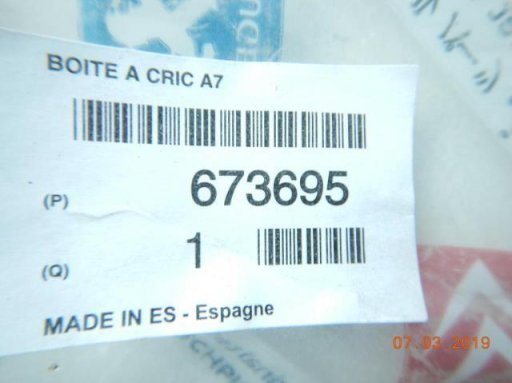 BOITE A CRIC A7
(P) 673695
(Q) 1
MADE IN ES - Espagne
07 03 2019